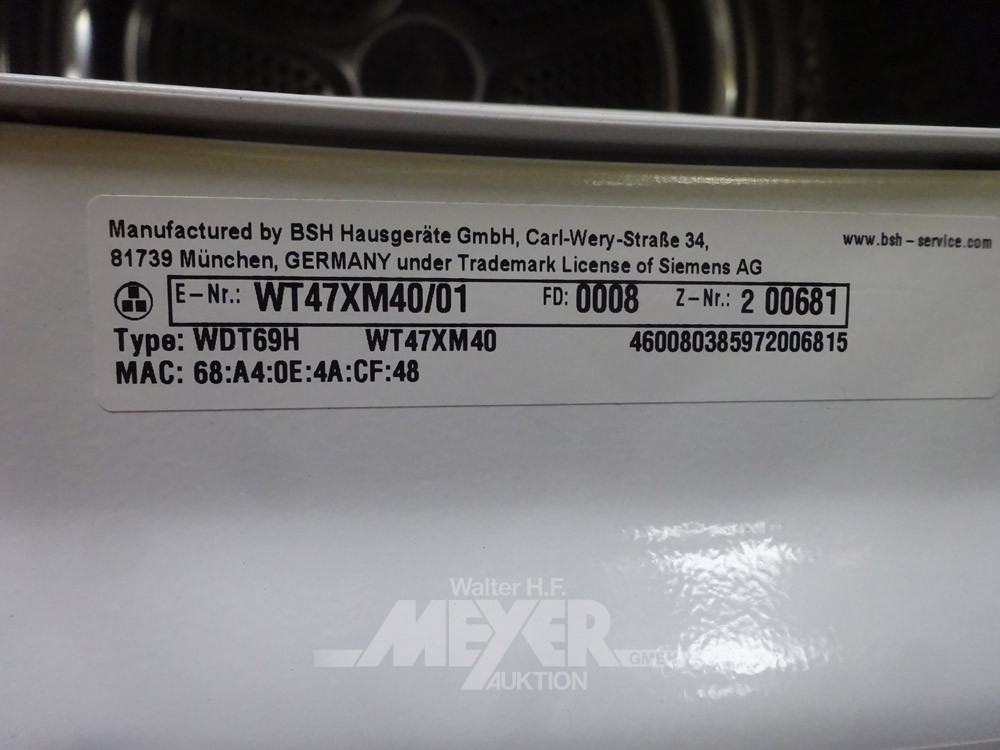 Manufactured by BSH Hausgeräte GmbH, Carl-Wery-Straße 34,
www.bsh-service.com
81739 München, GERMANY under Trademark License of Siemens AG
E-Nr.: WT47XM40/01 FD: 0008 Z-Nr.: 2 00681
Type: WDT69H WT47XM40 460080385972006815
MAC: 68:A4:0E:4A:CF:48
Walter H.F.
MEYER
GMBH
AUKTION